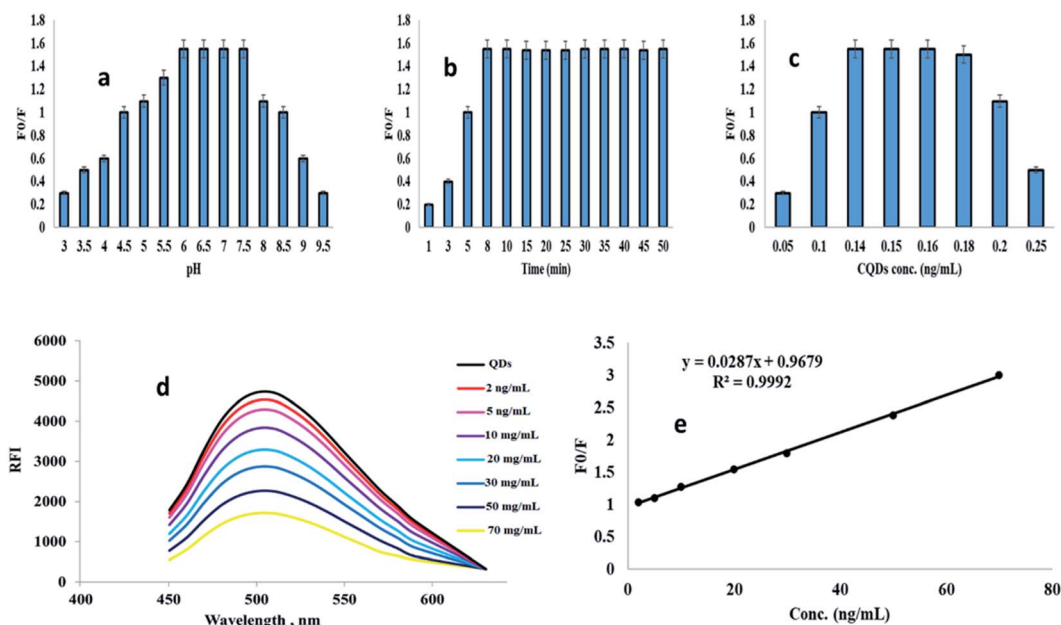 1.8
1.6
1.4
1.2
1
0.8
0.6
0.4
0.2
0
F0/F
a
3 3.5 4 4.5 5 5.5 6 6.5 7 7.5 8 8.5 9 9.5
pH
1.8
1.6
1.4
1.2
1
0.8
0.6
0.4
0.2
0
F0/F
b
1 3 5 8 10 15 20 25 30 35 40 45 50
Time (min)
1.8
1.6
1.4
1.2
1
0.8
0.6
0.4
0.2
0
F0/F
c
0.05 0.1 0.14 0.15 0.16 0.18 0.2 0.25
CQDs conc. (ng/mL)
6000
5000
4000
3000
2000
1000
0
RFI
d
QDs
2 ng/mL
5 ng/mL
10 mg/mL
20 mg/mL
30 mg/mL
50 mg/mL
70 mg/mL
400 450 500 550 600
Wavelength , nm
3.5
3
2.5
2
1.5
1
0.5
0
F0/F
y = 0.0287x + 0.9679
R² = 0.9992
e
0 20 40 60 80
Conc. (ng/mL)